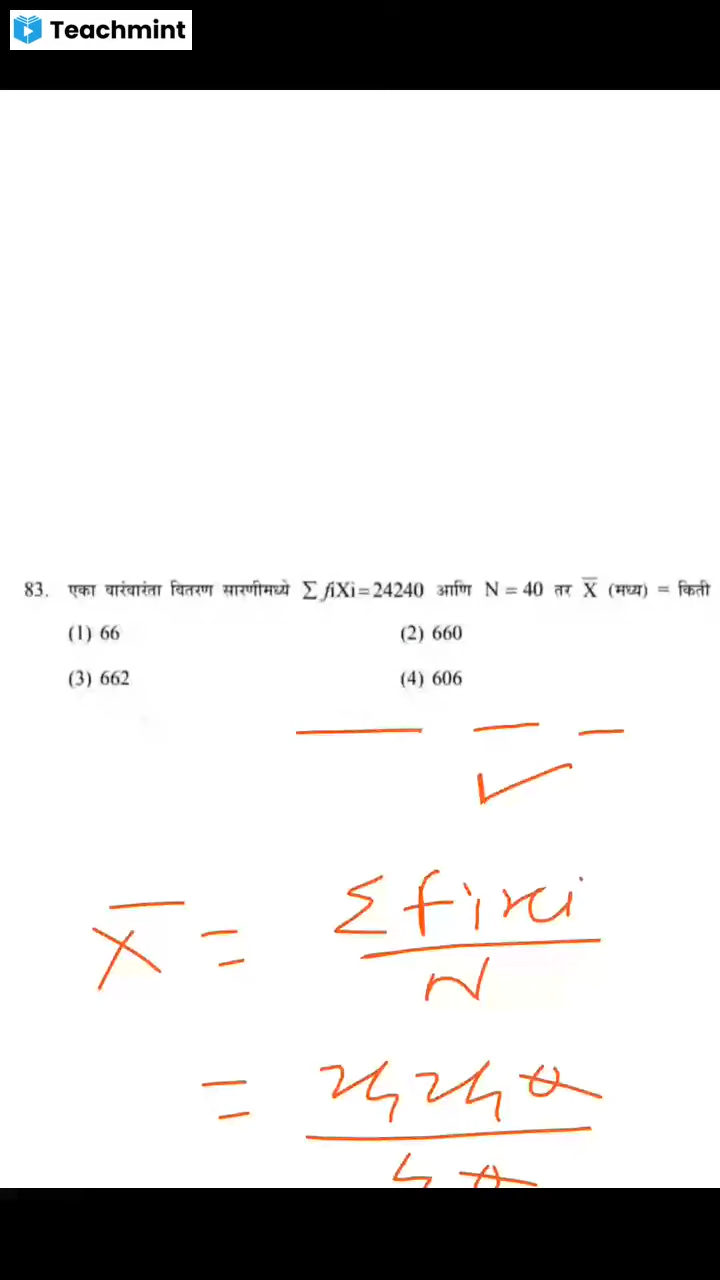 Teachmint
83. एका वारंवारंता वितरण सारणीमध्ये ∑ fiXi=24240 आणि N = 40 तर X̅ (मध्य) = किती
(1) 66 (2) 660
(3) 662 (4) 606
X̅ = Σfixi / N
= 24240 / 40